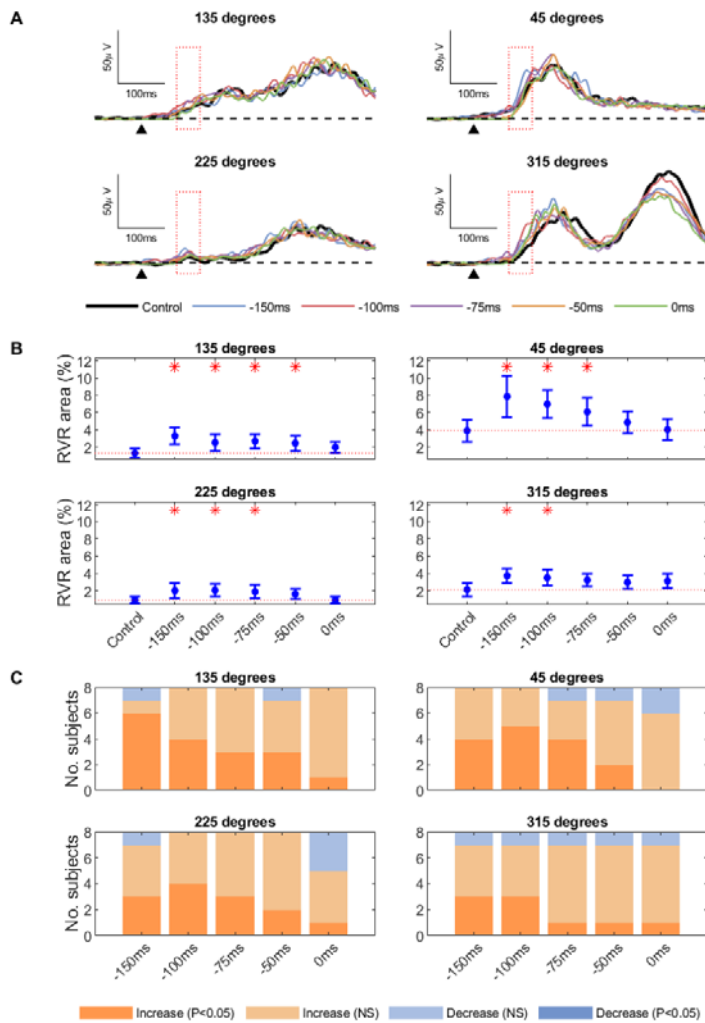 A
135 degrees
45 degrees
50µ V
100ms
50µ V
100ms
225 degrees
315 degrees
50µ V
100ms
50µ V
100ms
Control -150ms -100ms -75ms -50ms 0ms
B
135 degrees
45 degrees
RVR area (%)
12
10
8
6
4
2
12
10
8
6
4
2
225 degrees
315 degrees
RVR area (%)
12
10
8
6
4
2
12
10
8
6
4
2
Control -150ms -100ms -75ms -50ms 0ms
Control -150ms -100ms -75ms -50ms 0ms
C
135 degrees
45 degrees
No. subjects
8
6
4
2
0
8
6
4
2
0
225 degrees
315 degrees
No. subjects
8
6
4
2
0
8
6
4
2
0
-150ms -100ms -75ms -50ms 0ms
-150ms -100ms -75ms -50ms 0ms
Increase (P<0.05) Increase (NS) Decrease (NS) Decrease (P<0.05)